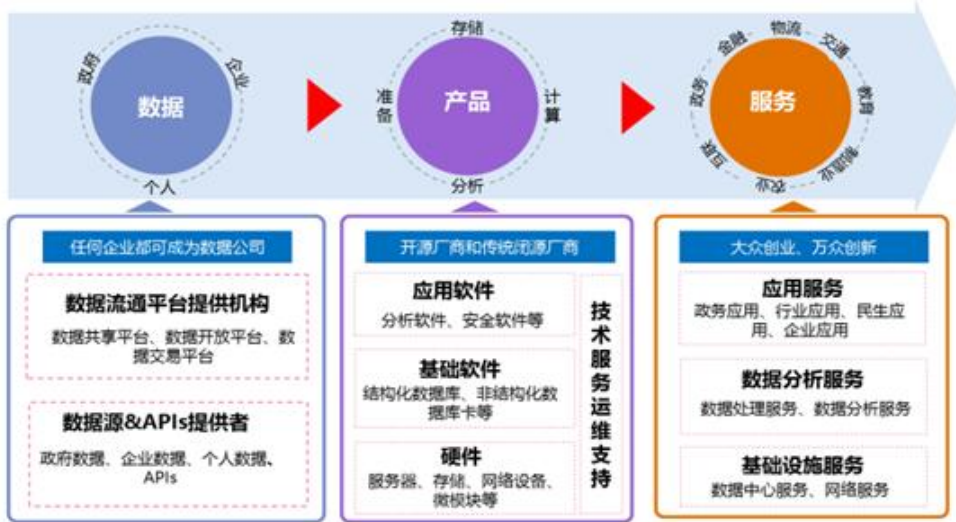 政府
企业
数据
个人
存储
准备
产品
计算
分析
金融
物流
交通
政务
服务
教育
互联
农业
制造业
任何企业都可成为数据公司
数据流通平台提供机构
数据共享平台、数据开放平台、数
据交易平台
数据源&APIs提供者
政府数据、企业数据、个人数据、
APIs
开源厂商和传统闭源厂商
应用软件
分析软件、安全软件等
基础软件
结构化数据库、非结构化数
据库卡等
硬件
服务器、存储、网络设备、
微模块等
技术服务运维支持
大众创业、万众创新
应用服务
政务应用、行业应用、民生应
用、企业应用
数据分析服务
数据处理服务、数据分析服务
基础设施服务
数据中心服务、网络服务